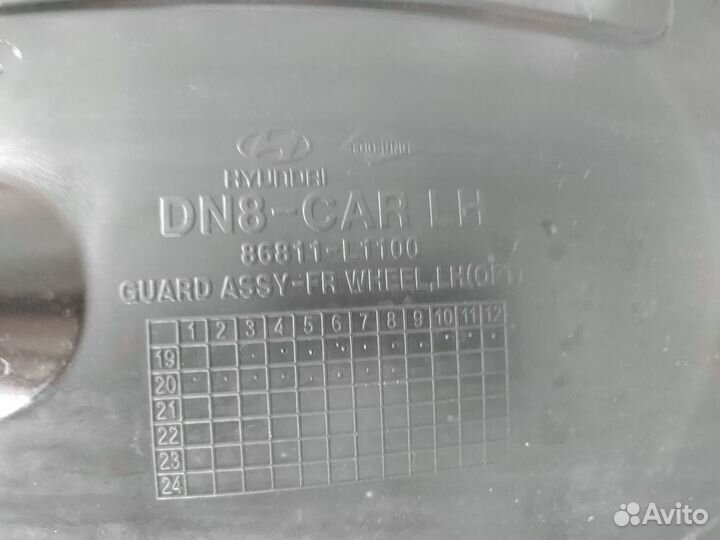 HYUNDAI
DN8-CAR LH
86811-L1100
GUARD ASSY-FR WHEEL,LH(OPT)
1 2 3 4 5 6 7 8 9 10 11 12
19
20
21
22
23
24
Avito